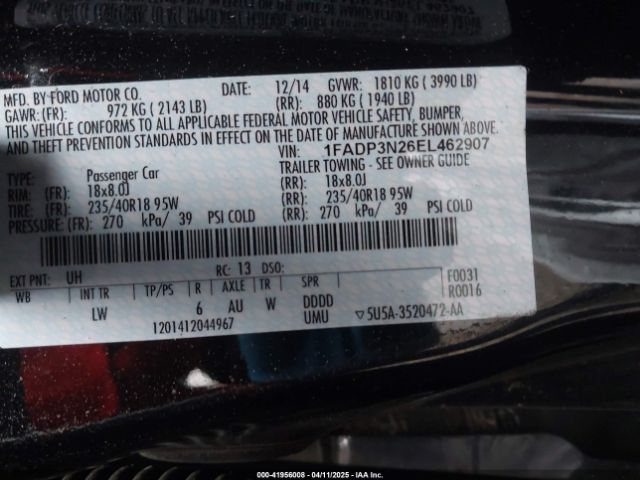 MFD. BY FORD MOTOR CO. DATE: 12/14 GVWR: 1810 KG ( 3990 LB)
GAWR: (FR): 972 KG ( 2143 LB) (RR): 880 KG ( 1940 LB)
THIS VEHICLE CONFORMS TO ALL APPLICABLE FEDERAL MOTOR VEHICLE SAFETY, BUMPER,
AND THEFT PREVENTION STANDARDS IN EFFECT ON THE DATE OF MANUFACTURE SHOWN ABOVE.
VIN: 1FADP3N26EL462907
TYPE: Passenger Car TRAILER TOWING - SEE OWNER GUIDE
RIM: (FR): 18x8.0J (RR): 18x8.0J
TIRE: (FR): 235/40R18 95W (RR): 235/40R18 95W
PRESSURE: (FR): 270 kPa/ 39 PSI COLD (RR): 270 kPa/ 39 PSI COLD
EXT PNT: UH RC: 13 DSO: F0031
WB INT TR TP/PS R AXLE TR SPR R0016
LW 6 AU W DDDD
1201412044967 UMU ▽5U5A-3520472-AA
00-41956008 - 04/11/2025 - IAA Inc.